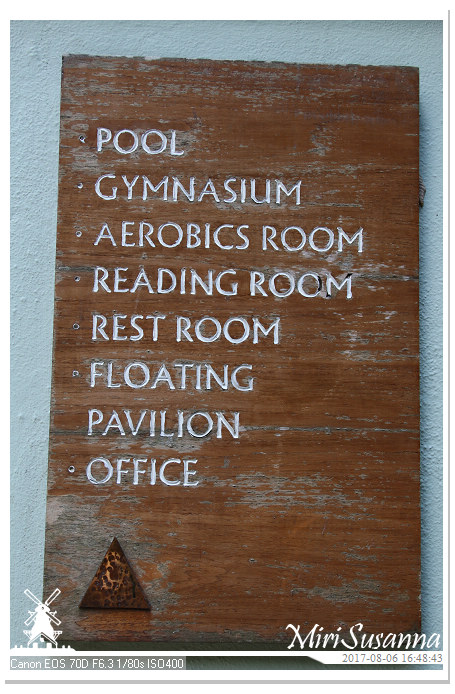 POOL
GYMNASIUM
AEROBICS ROOM
READING ROOM
REST ROOM
FLOATING
PAVILION
OFFICE
MiriSusanna
Canon EOS 70D F6.3 1/80s ISO400
2017-08-06 16:48:43